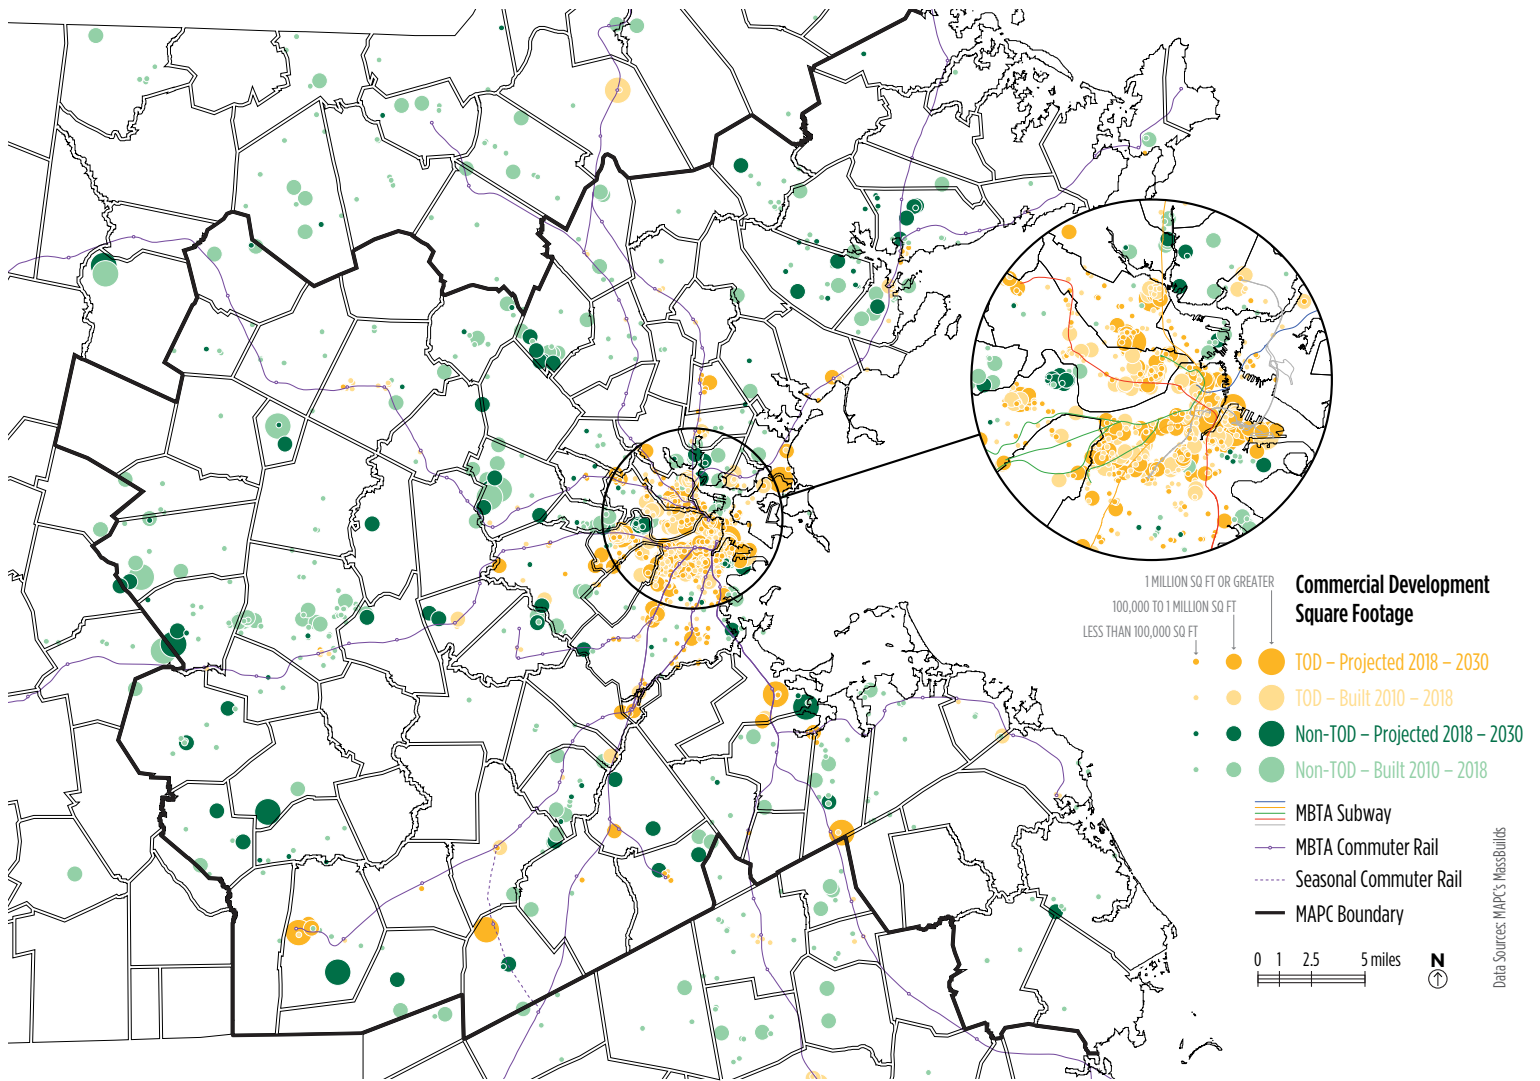 1 MILLION SQ FT OR GREATER
100,000 TO 1 MILLION SQ FT
LESS THAN 100,000 SQ FT
Commercial Development
Square Footage
TOD – Projected 2018 – 2030
TOD – Built 2010 – 2018
Non-TOD – Projected 2018 – 2030
Non-TOD – Built 2010 – 2018
MBTA Subway
MBTA Commuter Rail
Seasonal Commuter Rail
MAPC Boundary
0 1 2.5 5 miles
N
Data Sources: MAPC's MassBuilds